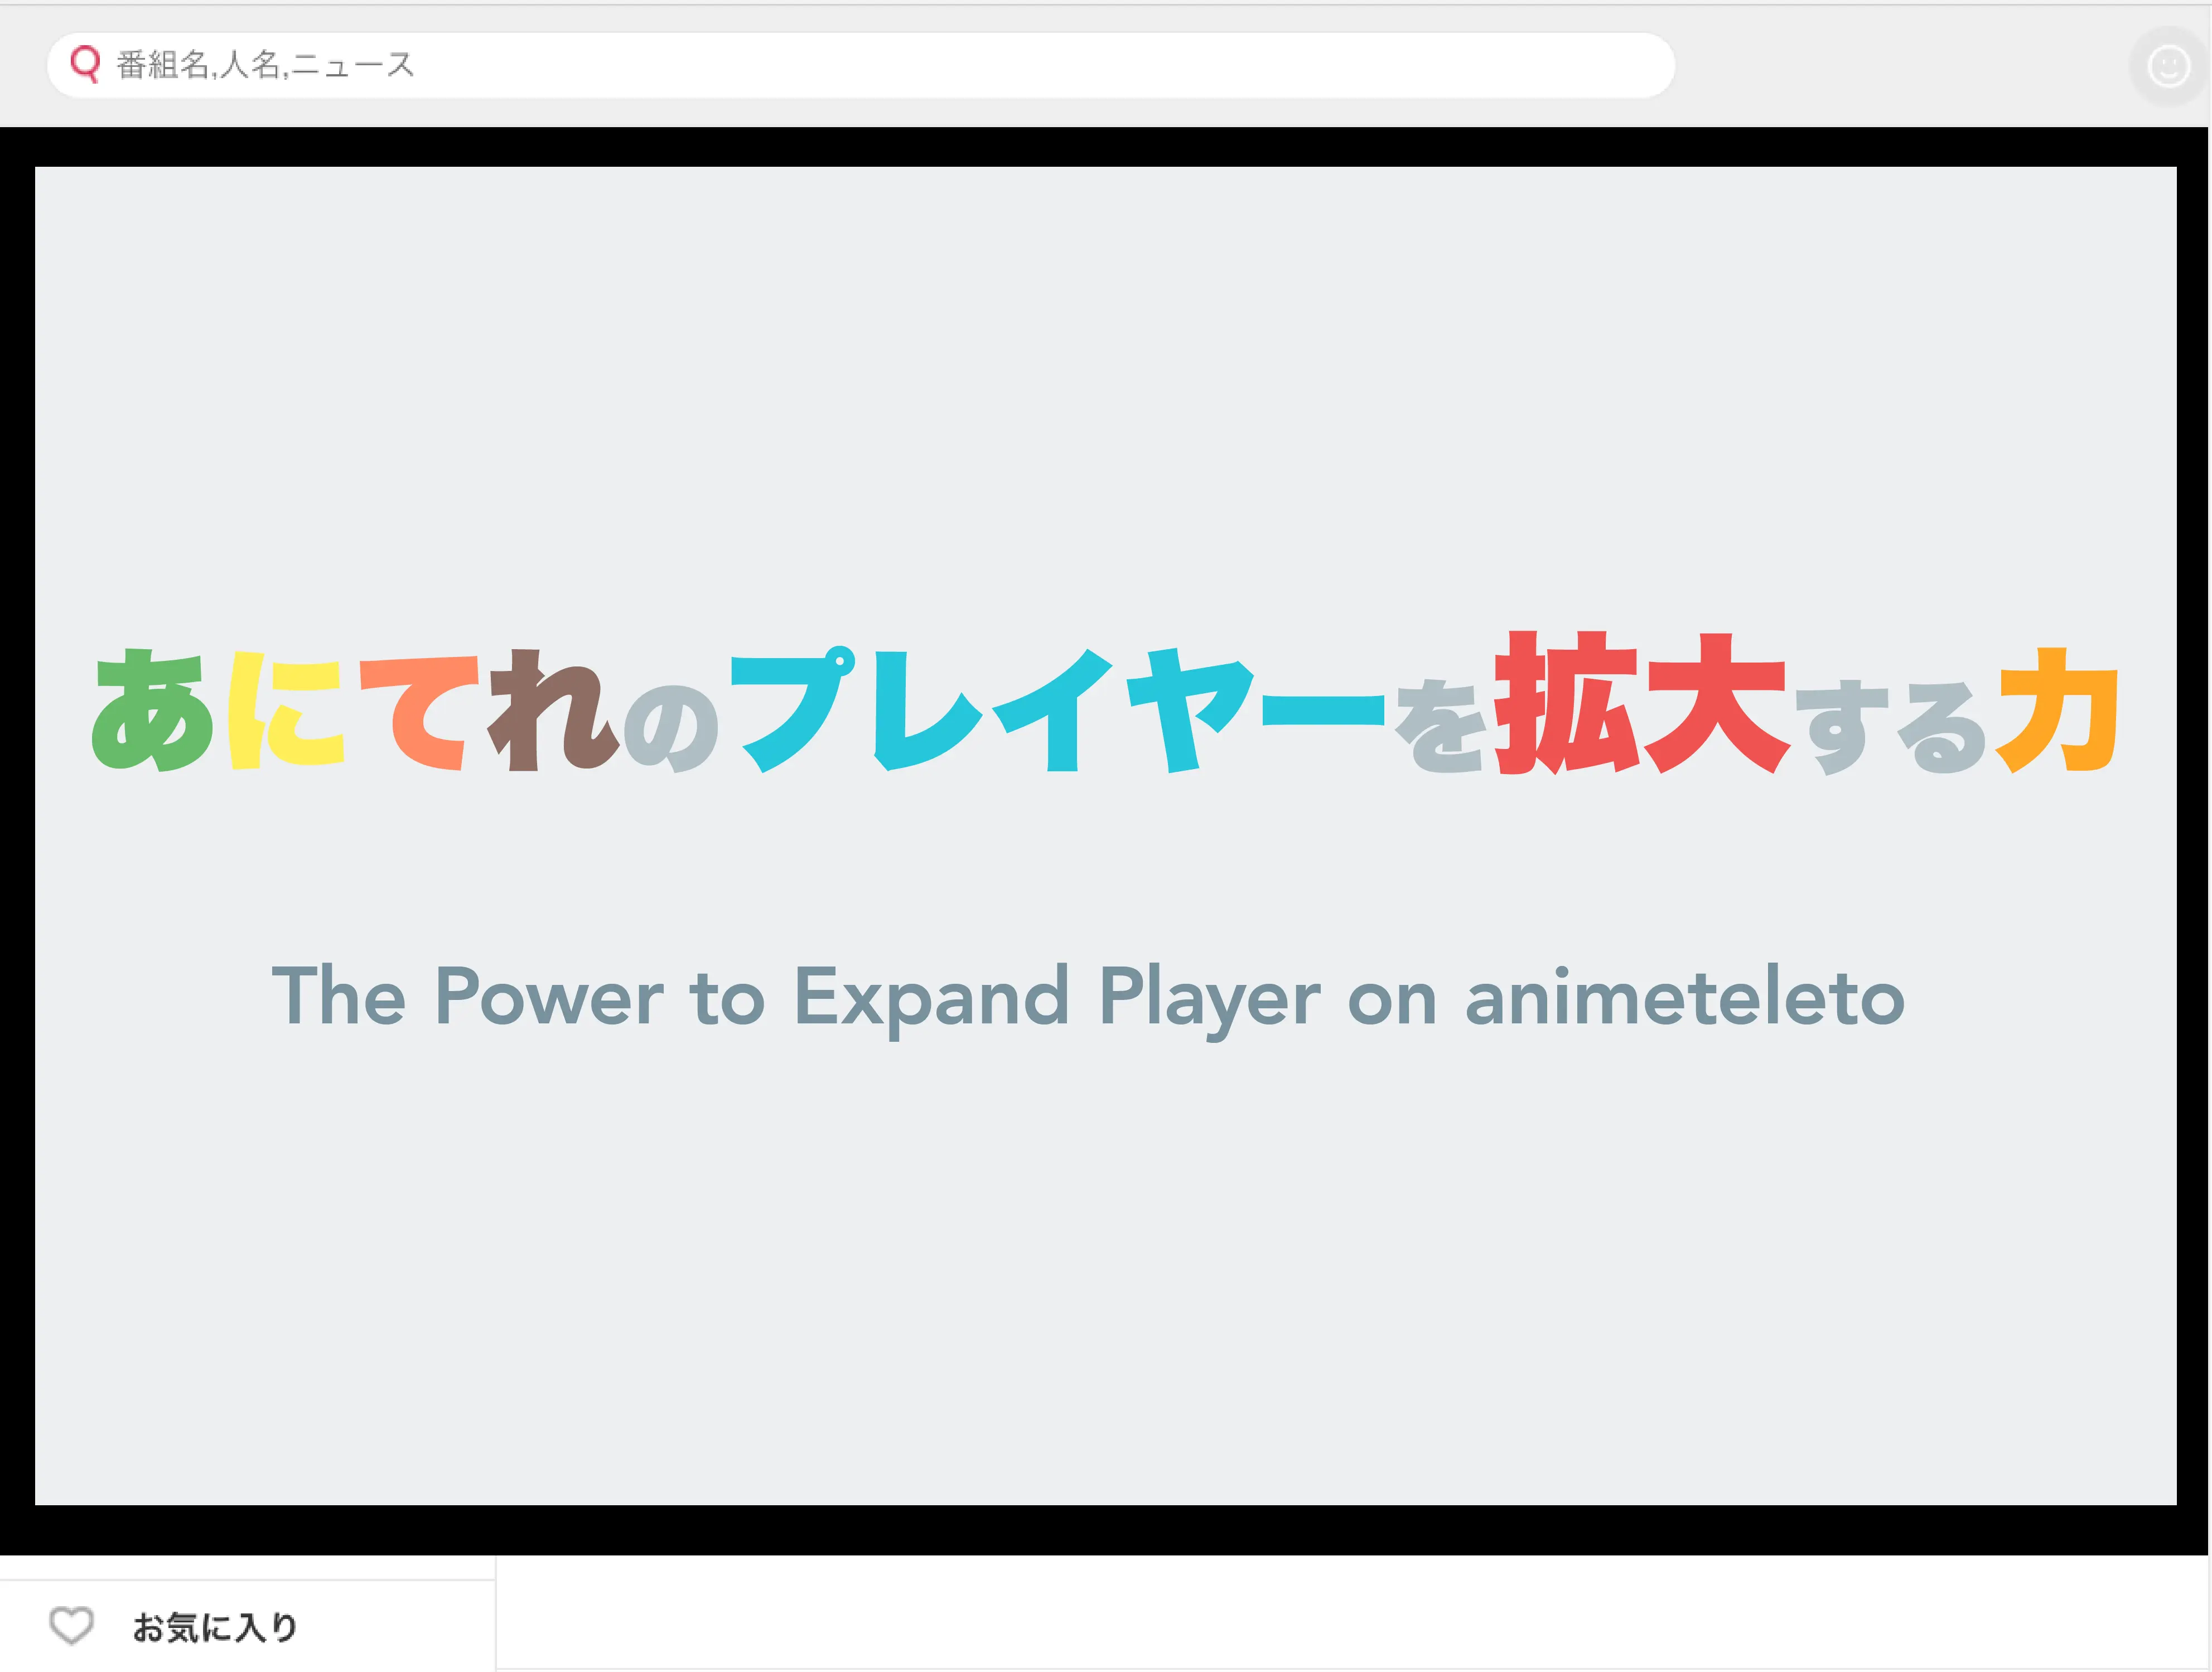 番組名,人名,ニュース
あにてれのプレイヤーを拡大する力
The Power to Expand Player on animeteleto
お気に入り